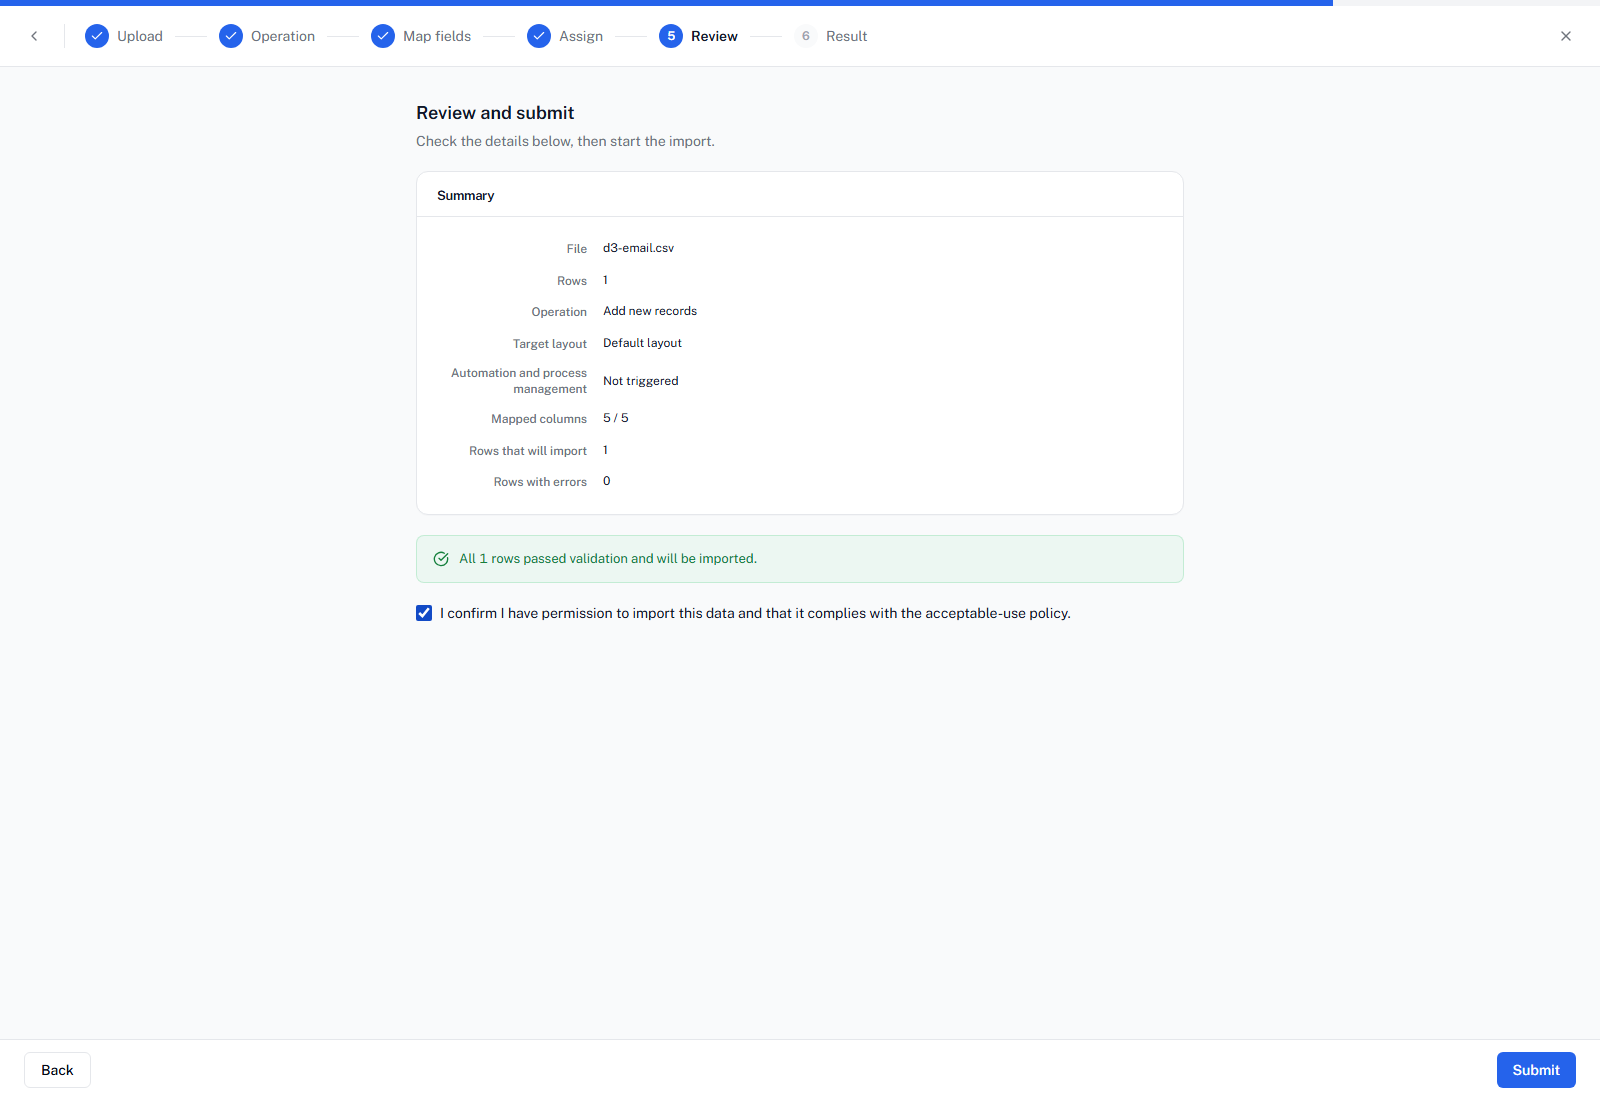 Upload
Operation
Map fields
Assign
5 Review
6 Result
Review and submit
Check the details below, then start the import.
Summary
File d3-email.csv
Rows 1
Operation Add new records
Target layout Default layout
Automation and process
management Not triggered
Mapped columns 5 / 5
Rows that will import 1
Rows with errors 0
All 1 rows passed validation and will be imported.
I confirm I have permission to import this data and that it complies with the acceptable-use policy.
Back
Submit